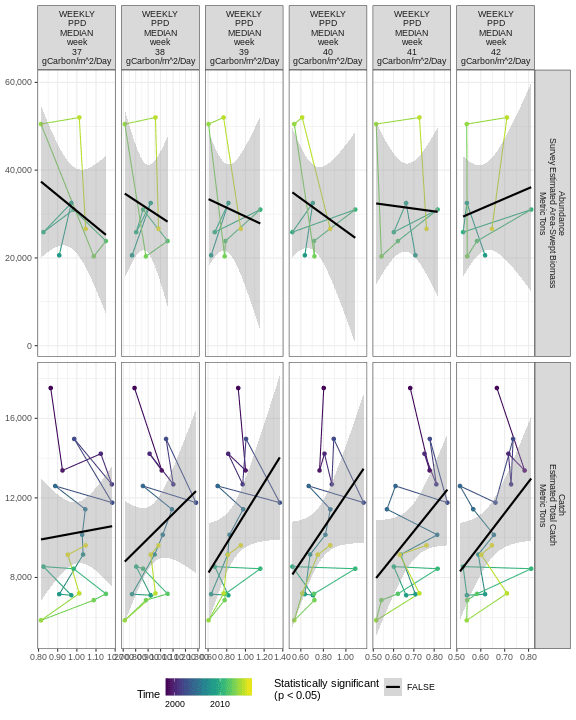 WEEKLY PPD MEDIAN week 37 gCarbon/m^2/Day
WEEKLY PPD MEDIAN week 38 gCarbon/m^2/Day
WEEKLY PPD MEDIAN week 39 gCarbon/m^2/Day
WEEKLY PPD MEDIAN week 40 gCarbon/m^2/Day
WEEKLY PPD MEDIAN week 41 gCarbon/m^2/Day
WEEKLY PPD MEDIAN week 42 gCarbon/m^2/Day
60,000
40,000
20,000
0
Abundance
Survey Estimated Area-Swept Biomass
Metric Tons
16,000
12,000
8,000
Catch
Estimated Total Catch
Metric Tons
0.80 0.90 1.00 1.10
0.60 0.80 1.00 1.20
0.60 0.80 1.00
0.50 0.60 0.70 0.80
0.50 0.60 0.70 0.80
Time
2000 2010
Statistically significant
(p < 0.05)
FALSE